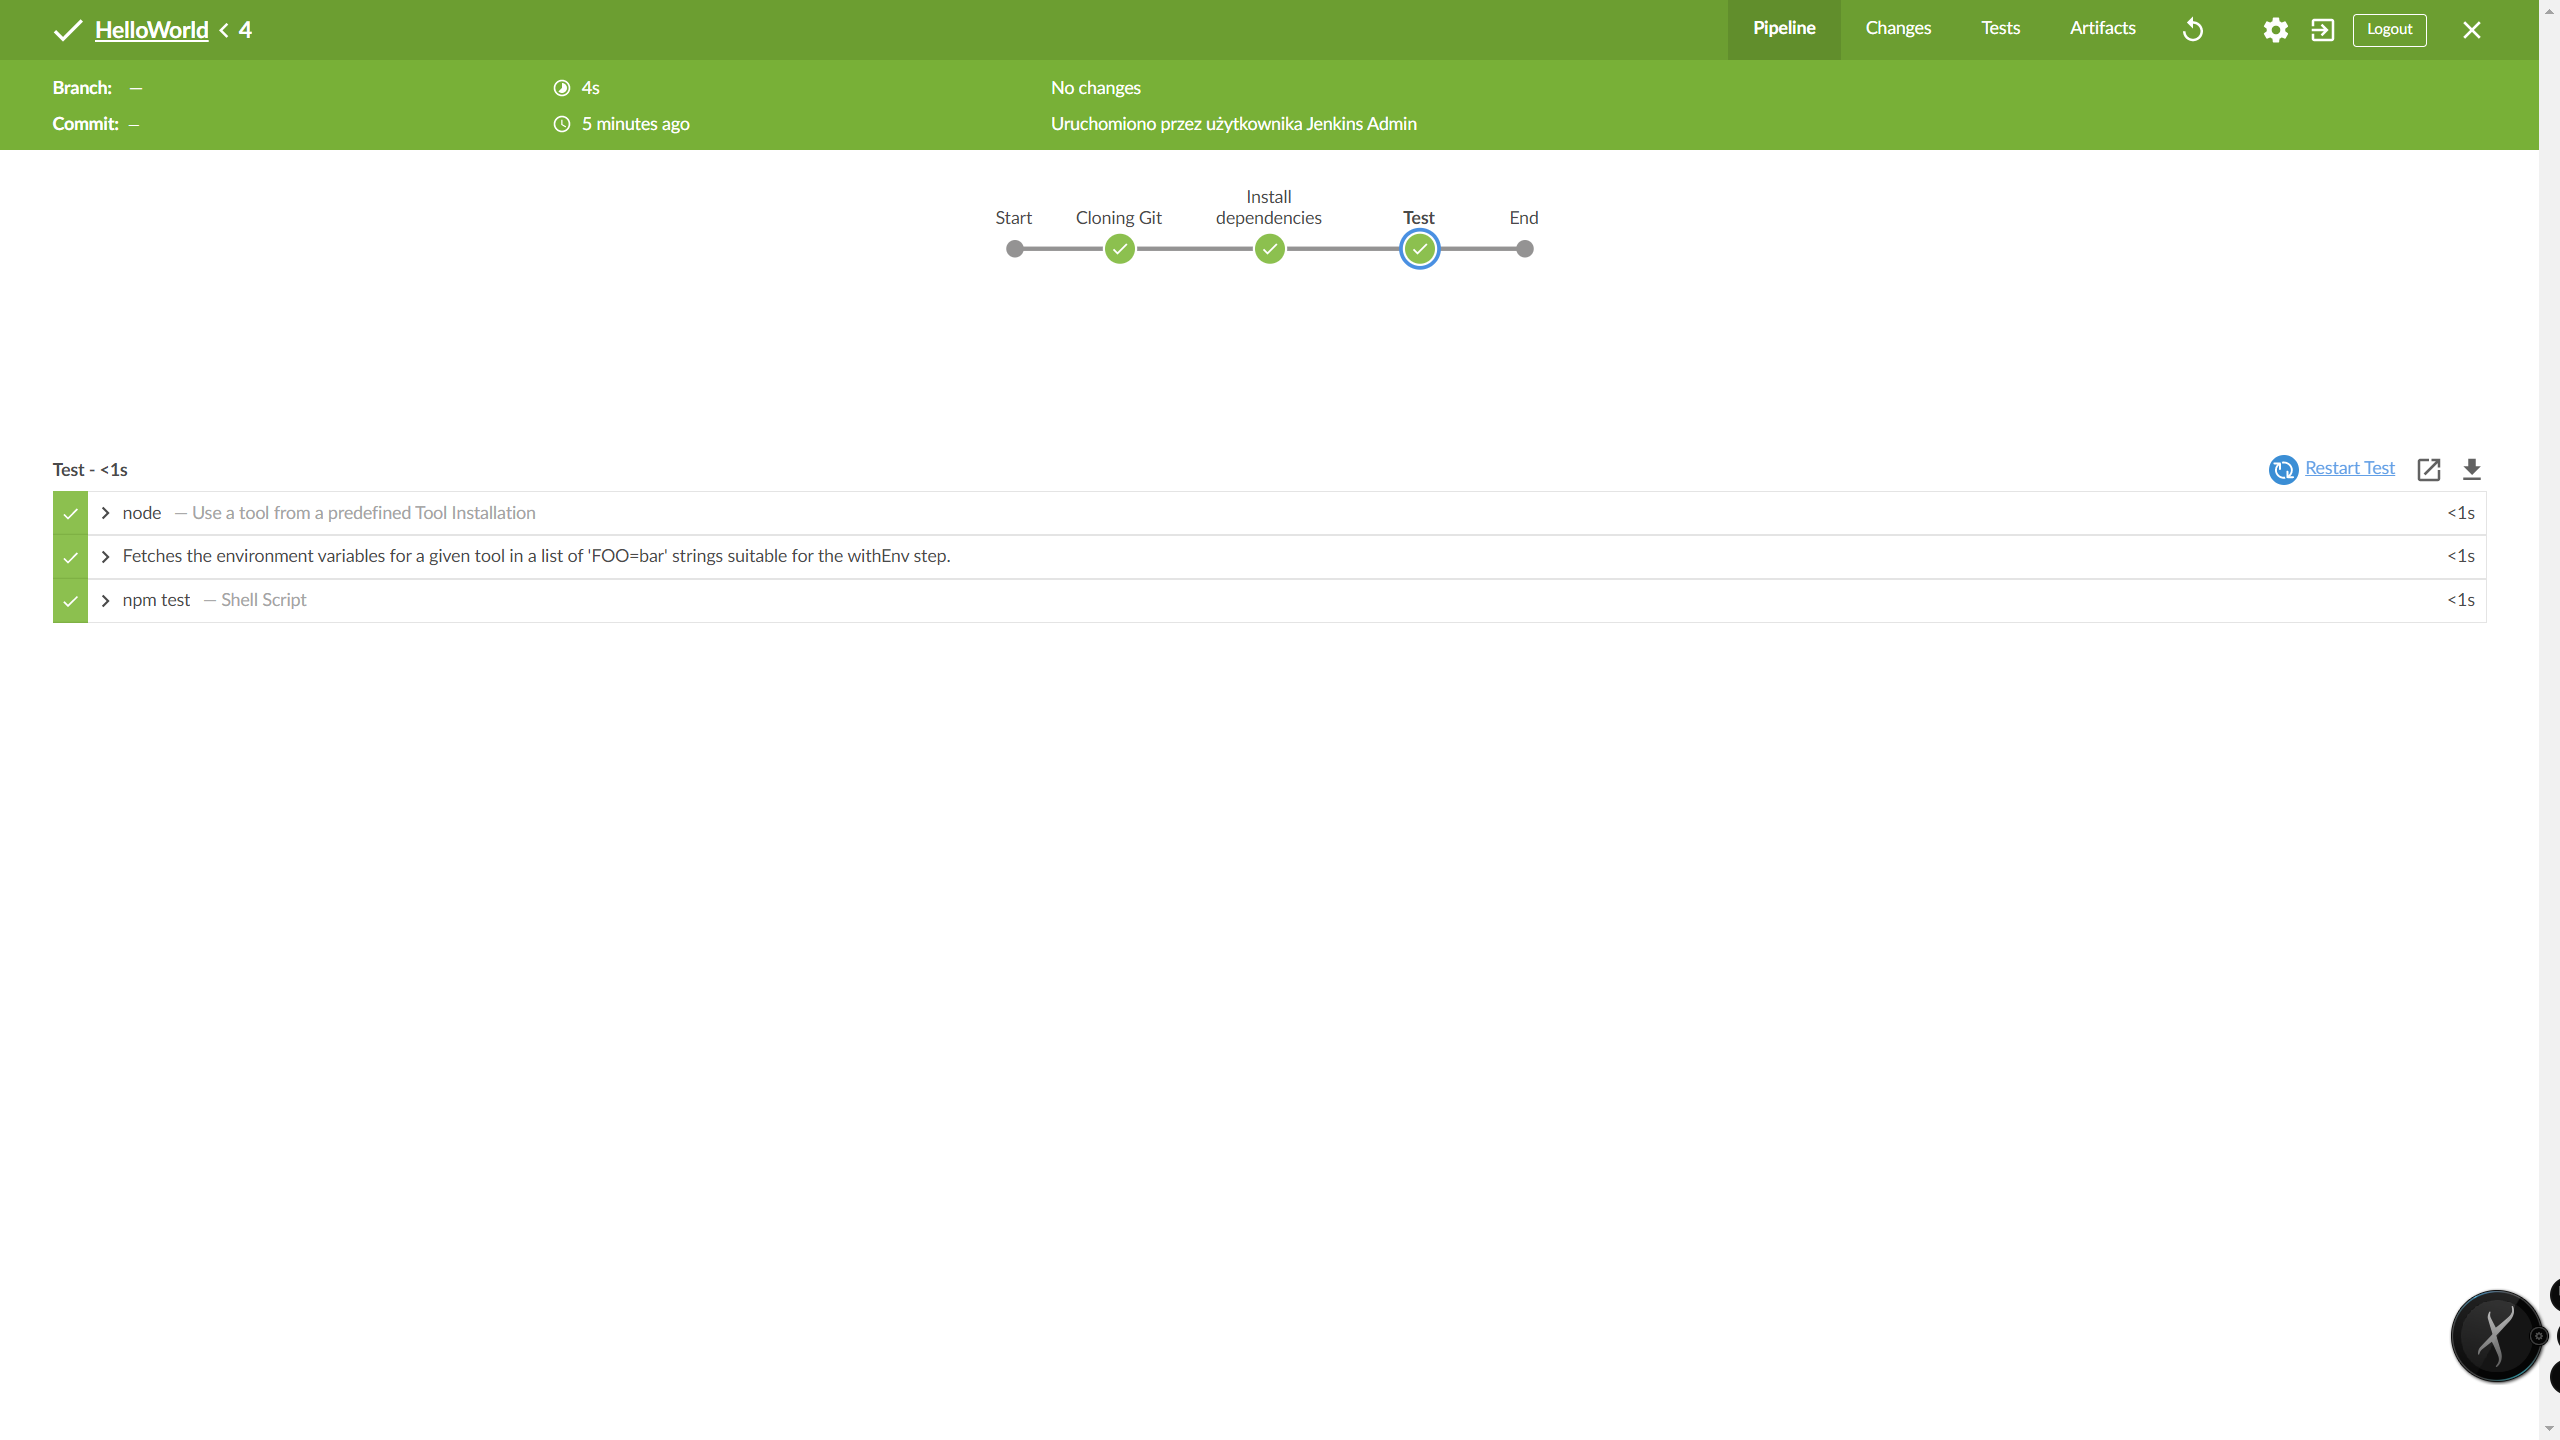 HelloWorld < 4
Pipeline Changes Tests Artifacts Logout
Branch: — 4s No changes
Commit: — 5 minutes ago Uruchomiono przez użytkownika Jenkins Admin
Start Cloning Git Install dependencies Test End
Test - <1s Restart Test
node — Use a tool from a predefined Tool Installation <1s
Fetches the environment variables for a given tool in a list of 'FOO=bar' strings suitable for the withEnv step. <1s
npm test — Shell Script <1s